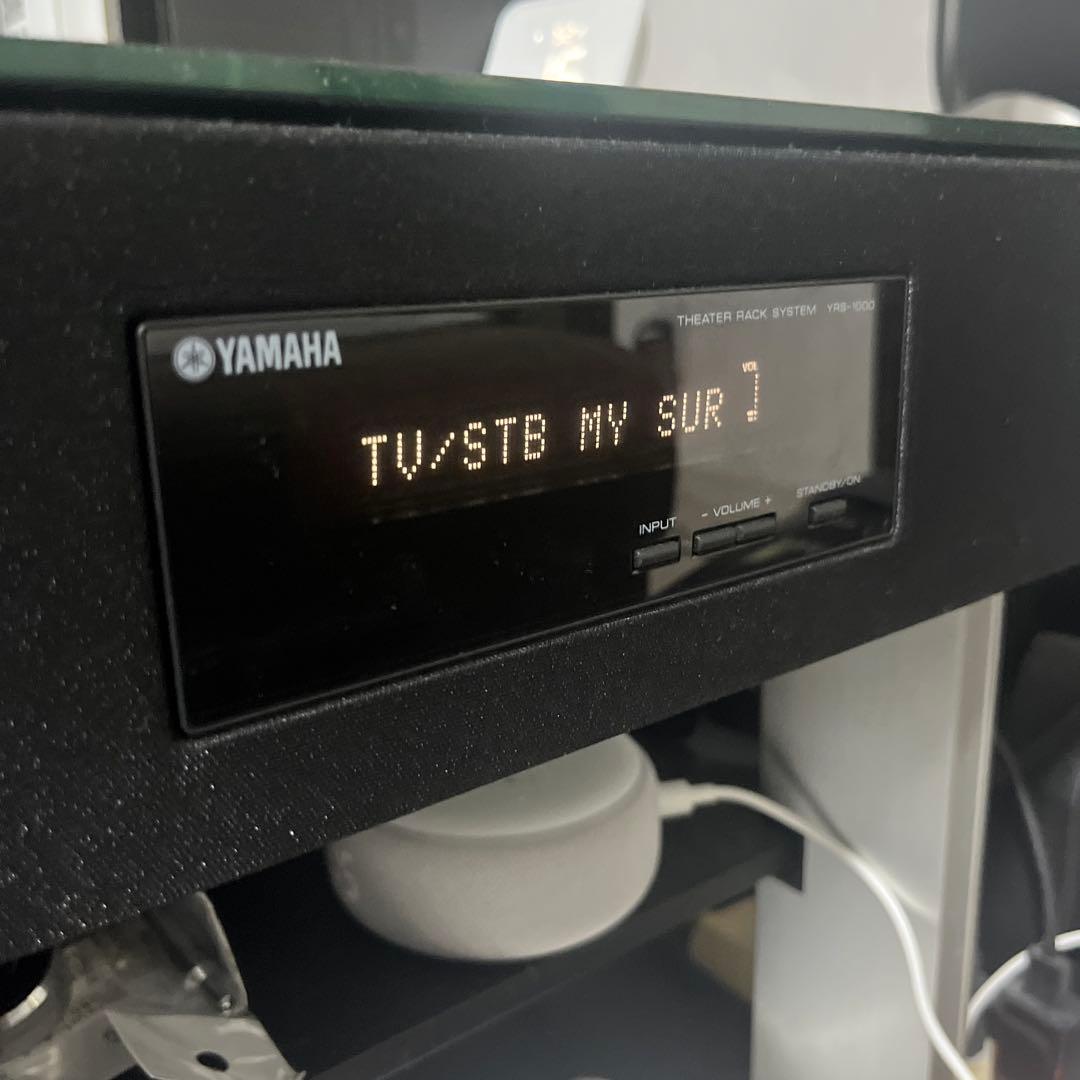 YAMAHA
THEATER RACK SYSTEM YRS-1000
VOL
TV/STB MY SUR
INPUT
- VOLUME +
STANDBY/ON